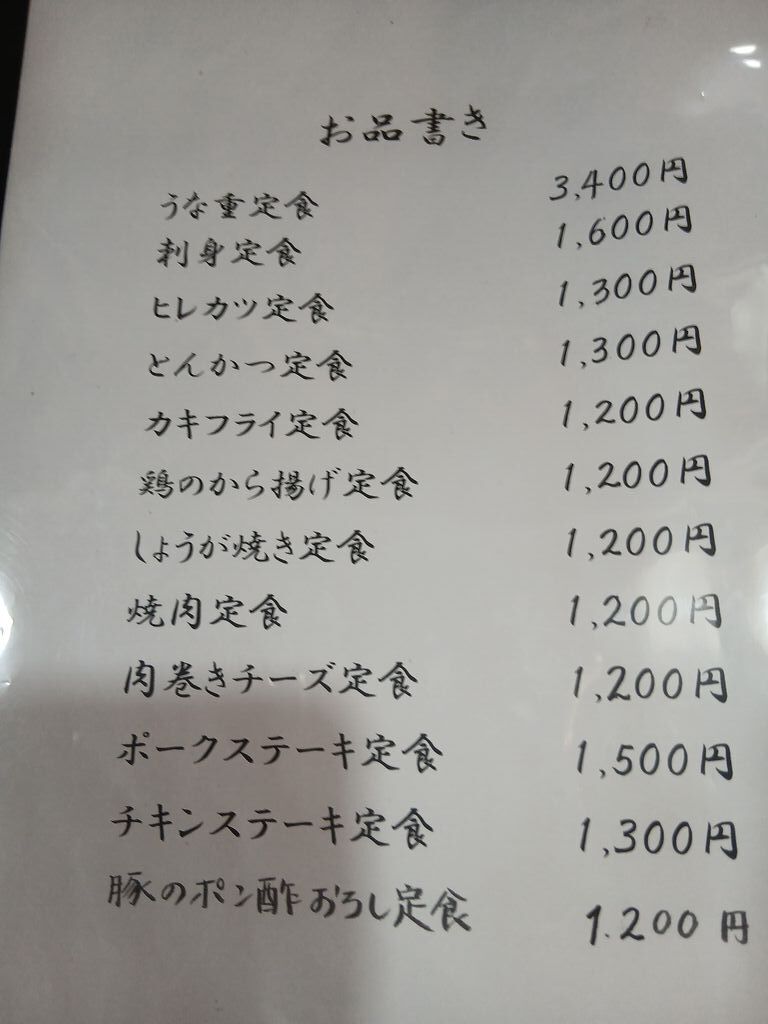 お品書き
うな重定食 3,400円
刺身定食 1,600円
ヒレカツ定食 1,300円
とんかつ定食 1,300円
カキフライ定食 1,200円
鶏のから揚げ定食 1,200円
しょうが焼き定食 1,200円
焼肉定食 1,200円
肉巻きチーズ定食 1,200円
ポークステーキ定食 1,500円
チキンステーキ定食 1,300円
豚のポン酢おろし定食 1.200円